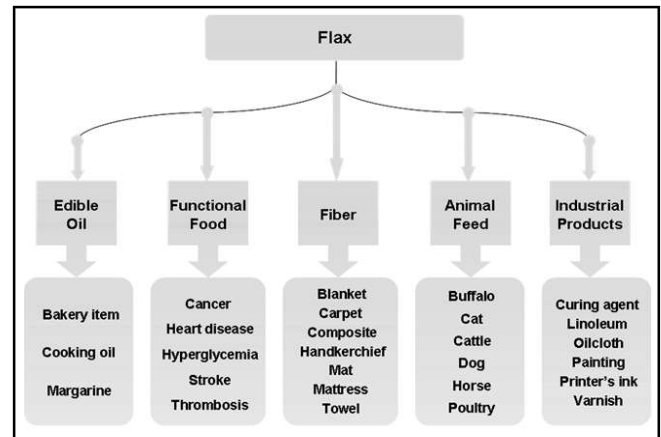 Flax
Edible
Oil
Functional
Food
Fiber
Animal
Feed
Industrial
Products
Bakery item
Cooking oil
Margarine
Cancer
Heart disease
Hyperglycemia
Stroke
Thrombosis
Blanket
Carpet
Composite
Handkerchief
Mat
Mattress
Towel
Buffalo
Cat
Cattle
Dog
Horse
Poultry
Curing agent
Linoleum
Oilcloth
Painting
Printer's ink
Varnish